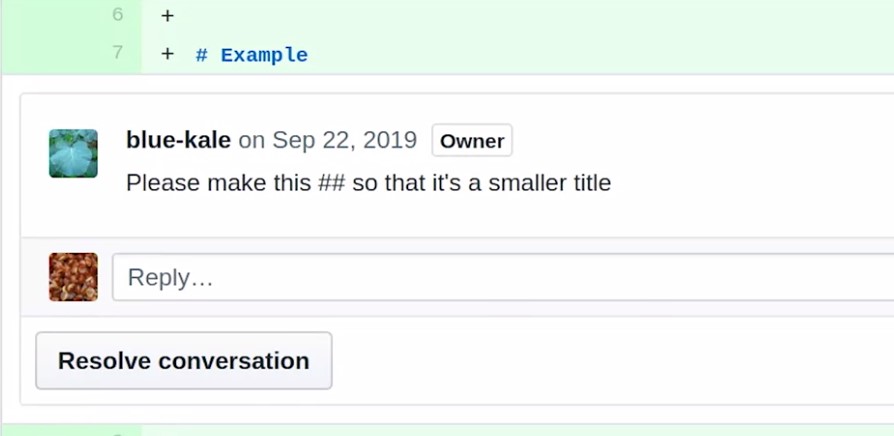 6 +
7 + # Example
blue-kale on Sep 22, 2019 Owner
Please make this ## so that it's a smaller title
Reply…
Resolve conversation